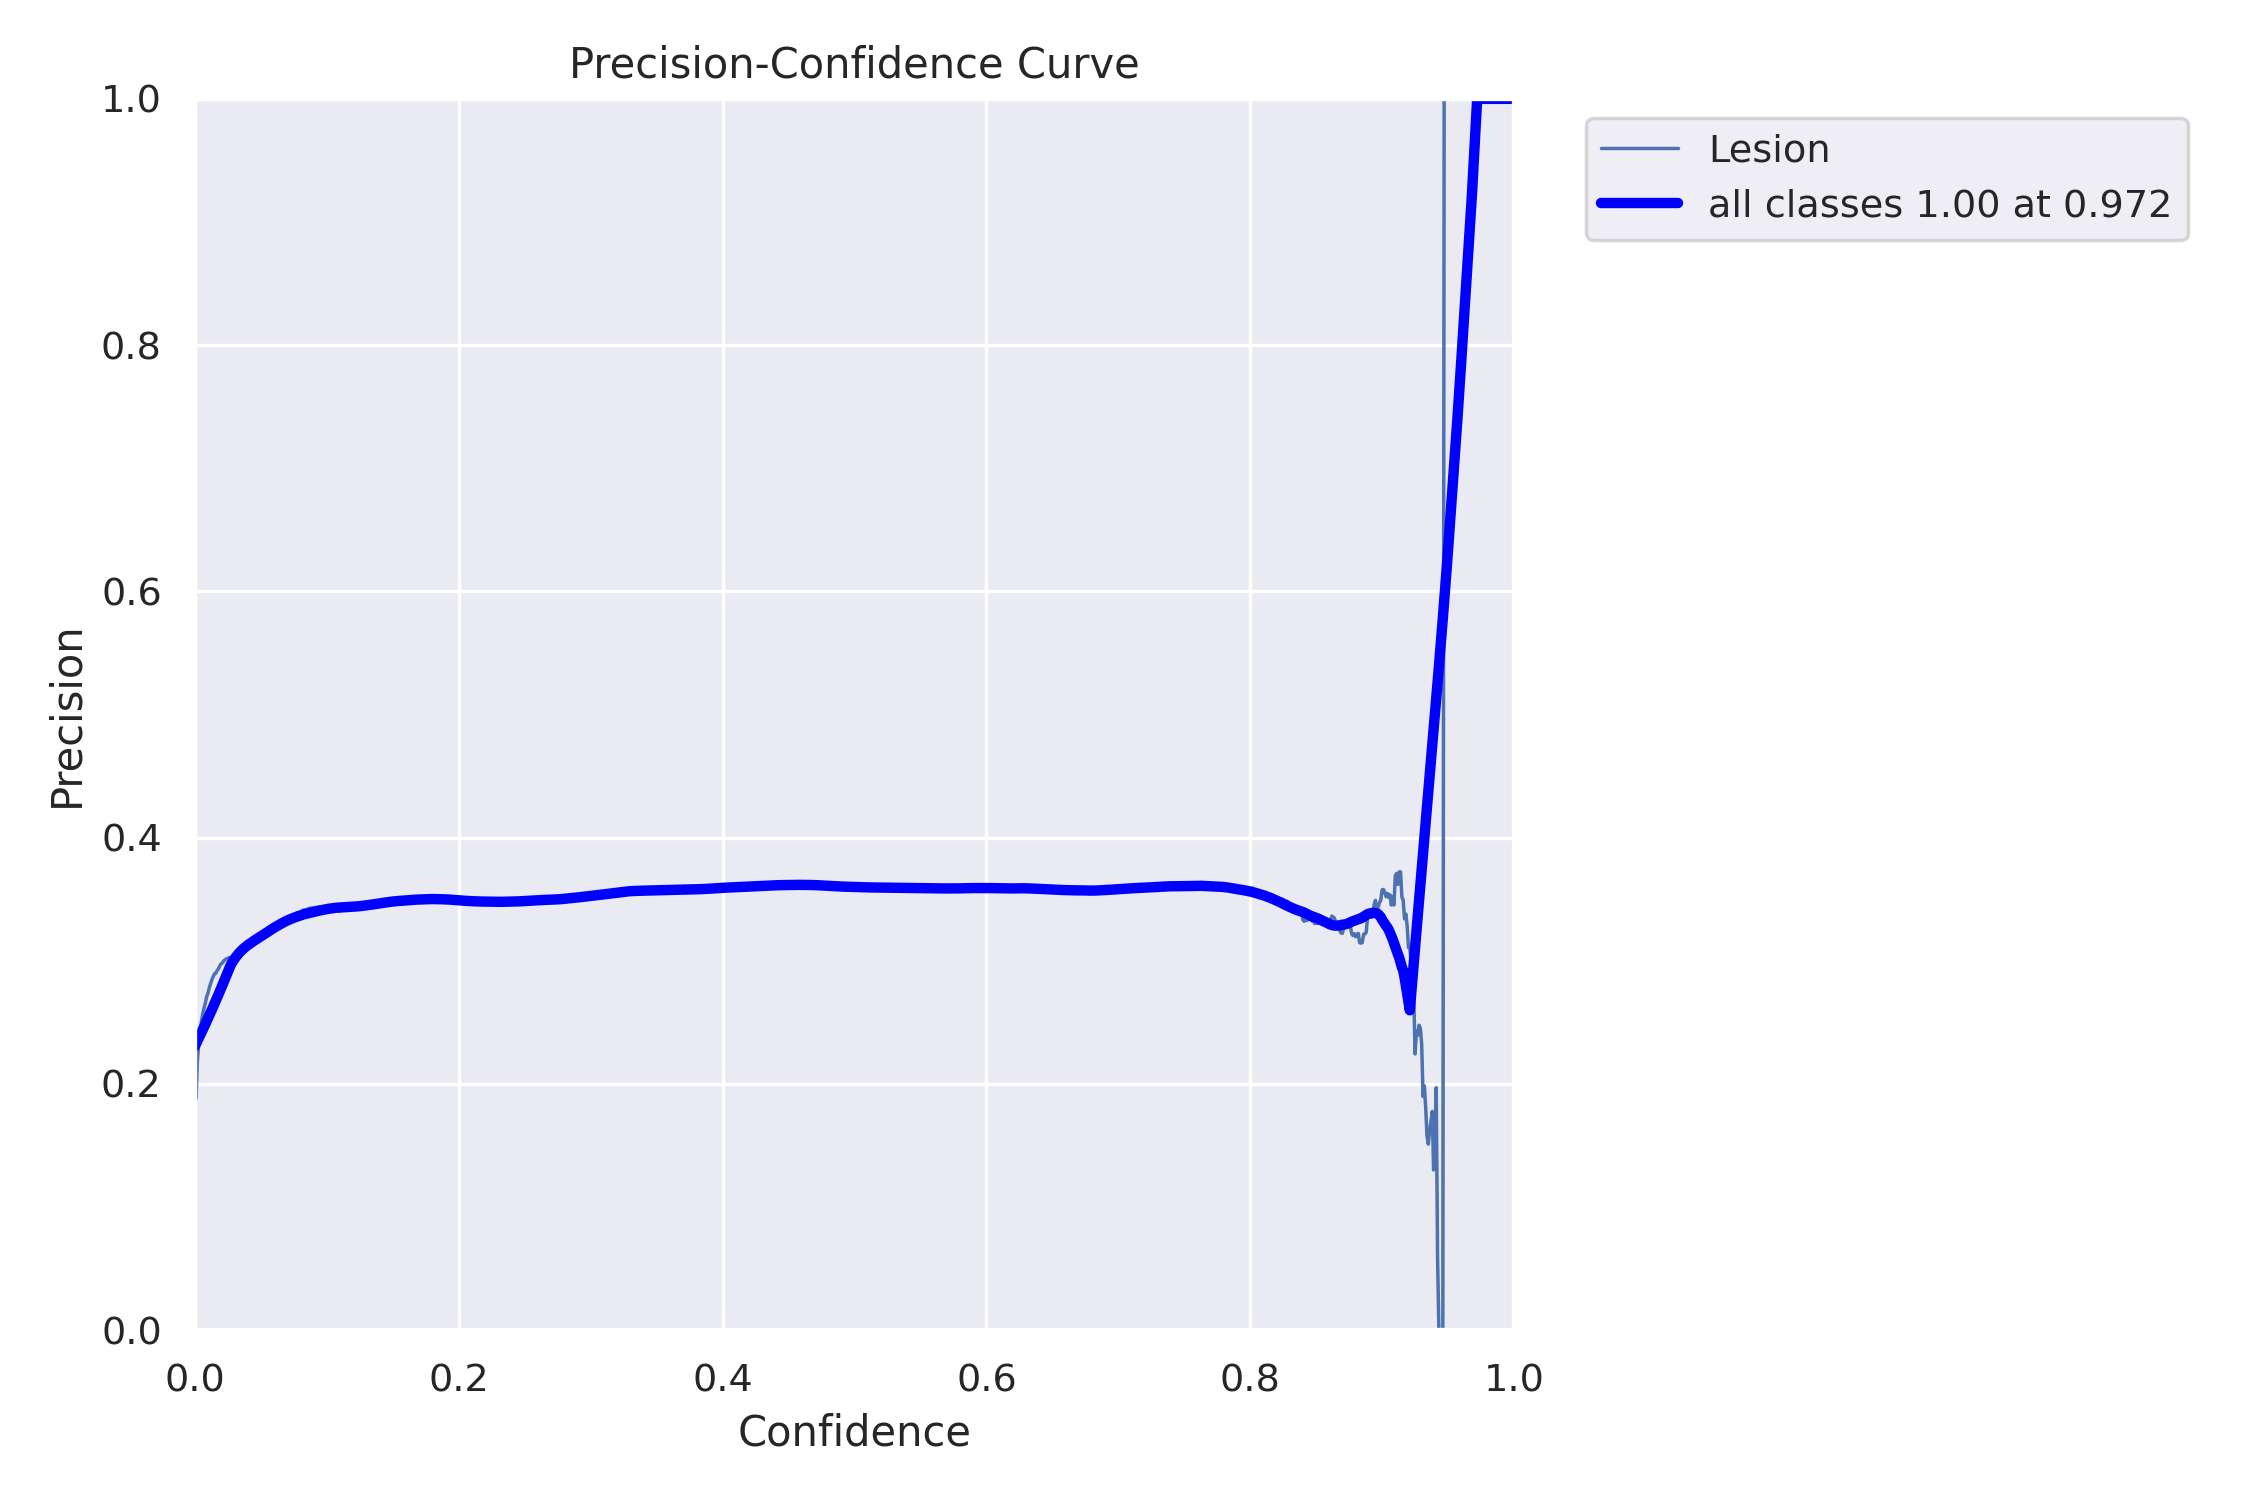 Precision-Confidence Curve
1.0
0.8
0.6
0.4
0.2
0.0
Precision
0.0 0.2 0.4 0.6 0.8 1.0
Confidence
Lesion
all classes 1.00 at 0.972